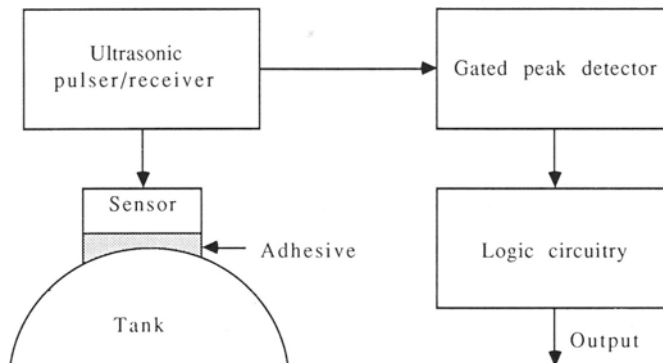 Ultrasonic
pulser/receiver
Gated peak detector
Sensor
Adhesive
Logic circuitry
Tank
Output